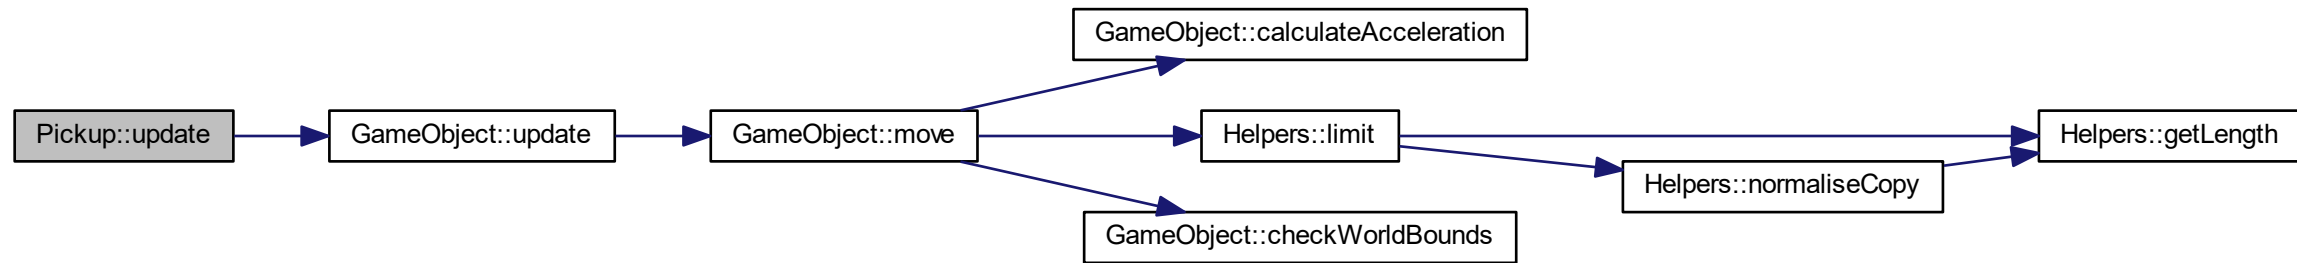 GameObject::calculateAcceleration
Pickup::update
GameObject::update
GameObject::move
Helpers::limit
Helpers::getLength
Helpers::normaliseCopy
GameObject::checkWorldBounds